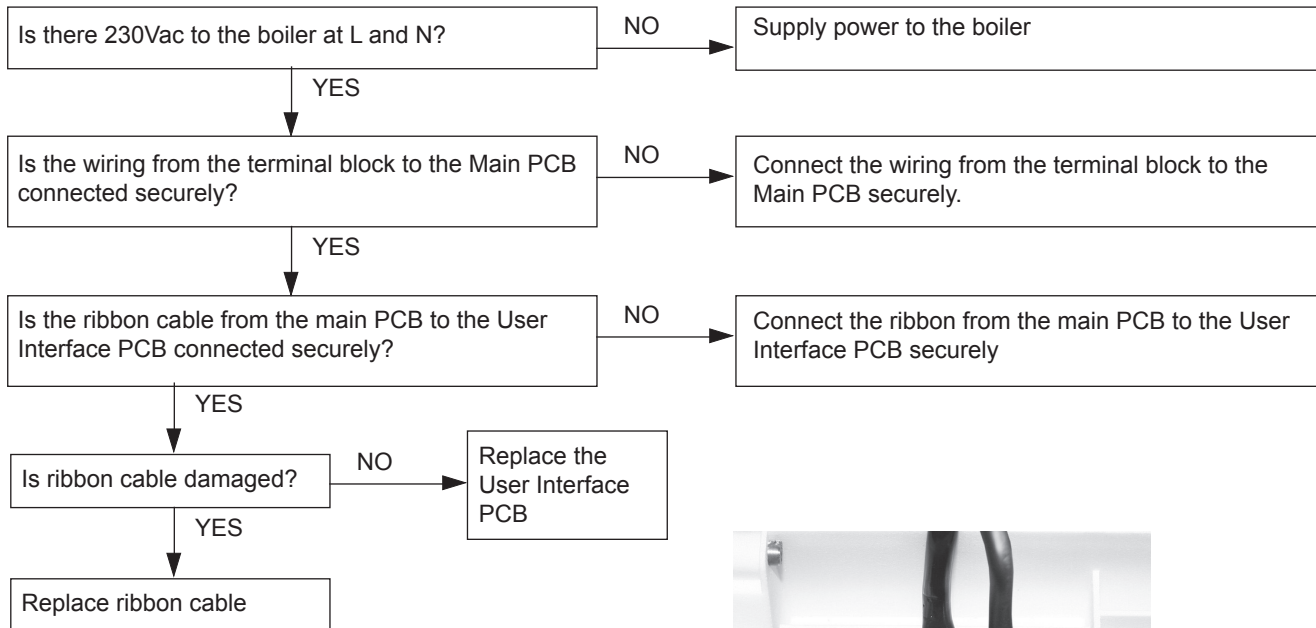 Is there 230Vac to the boiler at L and N?
NO
Supply power to the boiler
YES
Is the wiring from the terminal block to the Main PCB
connected securely?
NO
Connect the wiring from the terminal block to the
Main PCB securely.
YES
Is the ribbon cable from the main PCB to the User
Interface PCB connected securely?
NO
Connect the ribbon from the main PCB to the User
Interface PCB securely
YES
Is ribbon cable damaged?
NO
Replace the
User Interface
PCB
YES
Replace ribbon cable